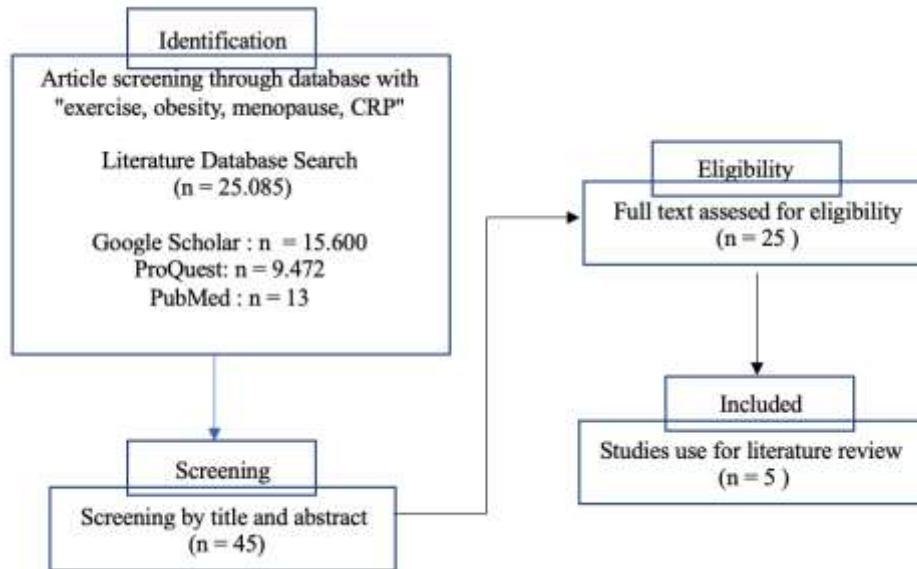 Identification
Article screening through database with
"exercise, obesity, menopause, CRP"
Literature Database Search
(n = 25.085)
Google Scholar : n = 15.600
ProQuest: n = 9.472
PubMed : n = 13
Screening
Screening by title and abstract
(n = 45)
Eligibility
Full text assesed for eligibility
(n = 25 )
Included
Studies use for literature review
(n = 5 )